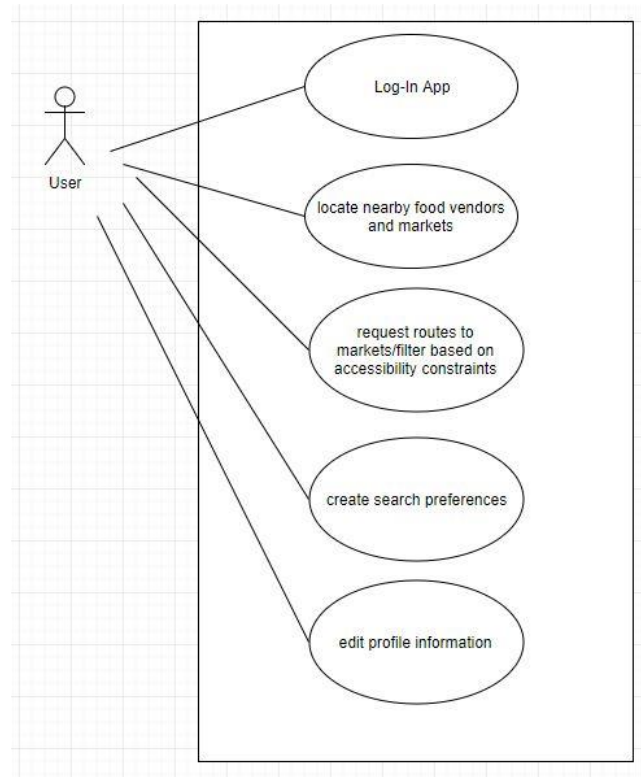 Log-In App
User
locate nearby food vendors
and markets
request routes to
markets/filter based on
accessibility constraints
create search preferences
edit profile information